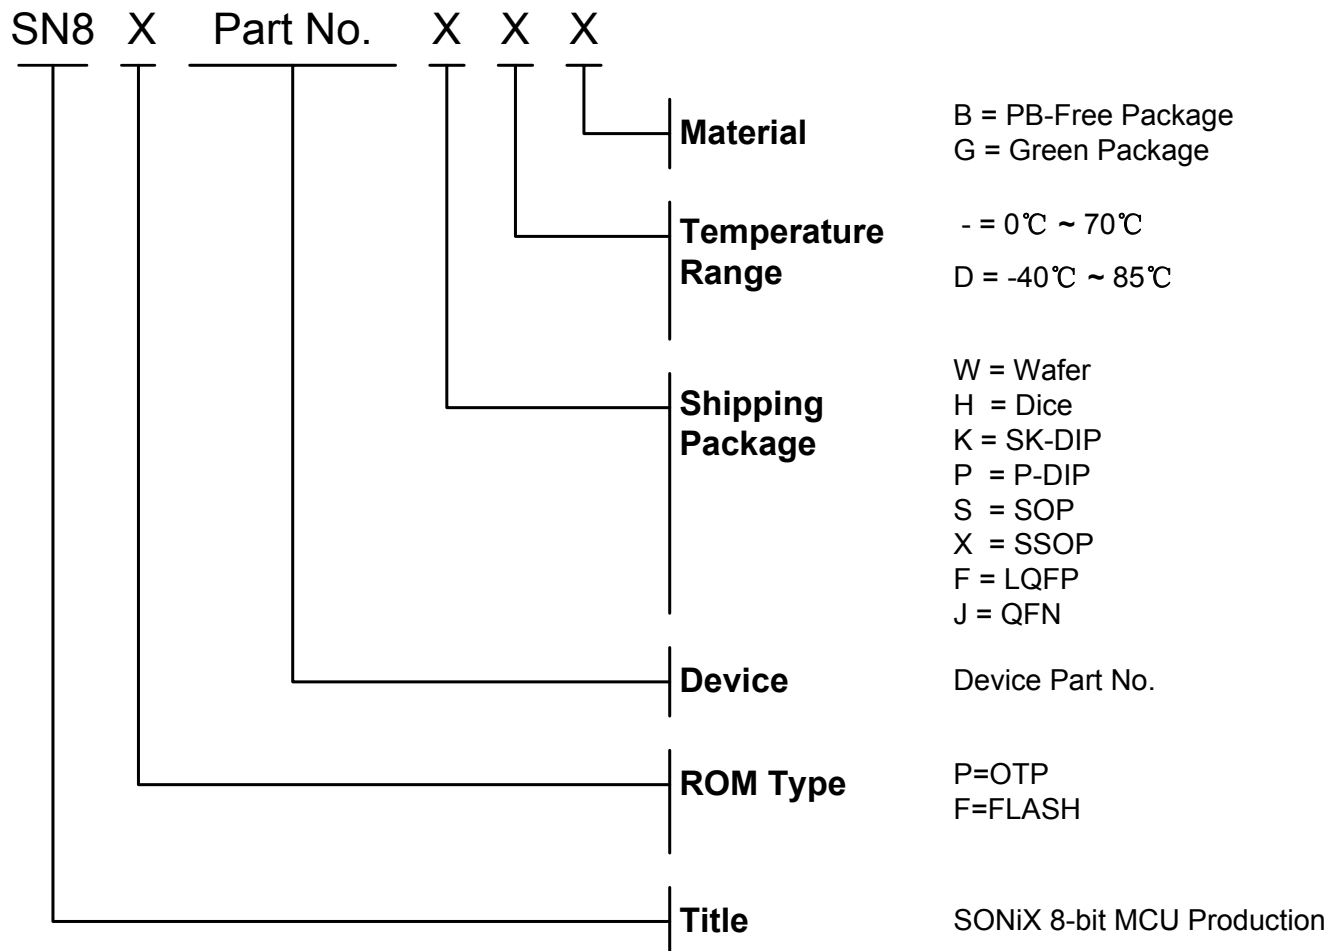 SN8 X Part No. X X X
Material
B = PB-Free Package
G = Green Package
Temperature
Range
- = 0℃ ~ 70℃
D = -40℃ ~ 85℃
Shipping
Package
W = Wafer
H = Dice
K = SK-DIP
P = P-DIP
S = SOP
X = SSOP
F = LQFP
J = QFN
Device
Device Part No.
ROM Type
P=OTP
F=FLASH
Title
SONiX 8-bit MCU Production